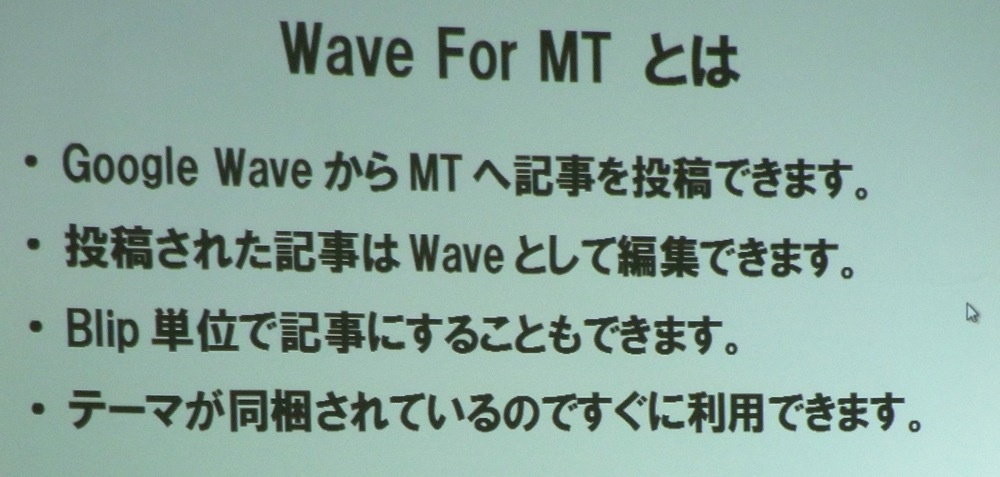 Wave For MT とは
・Google Wave から MT へ記事を投稿できます。
・投稿された記事は Wave として編集できます。
・Blip 単位で記事にすることもできます。
・テーマが同梱されているのですぐに利用できます。